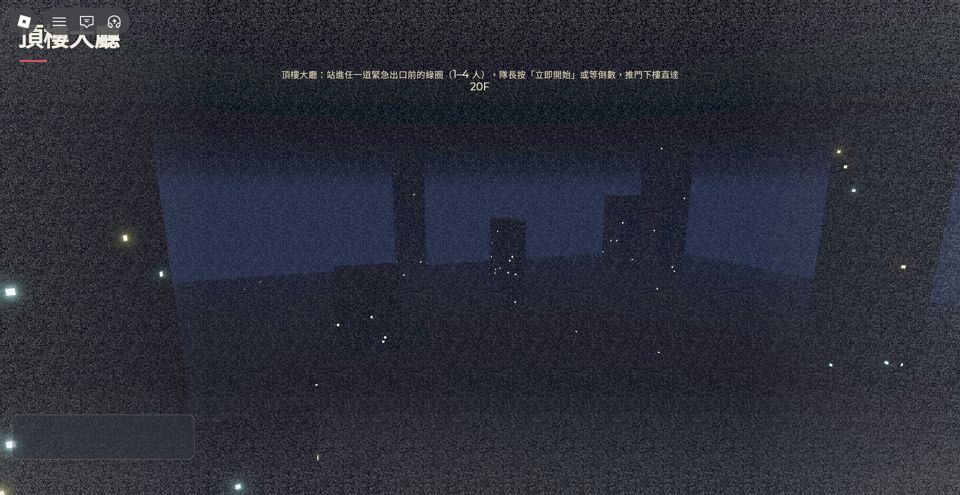 頂樓大廳
頂樓大廳：站進任一道緊急出口前的綠圈（1–4 人），隊長按「立即開始」或等倒數，推門下樓直達
20F